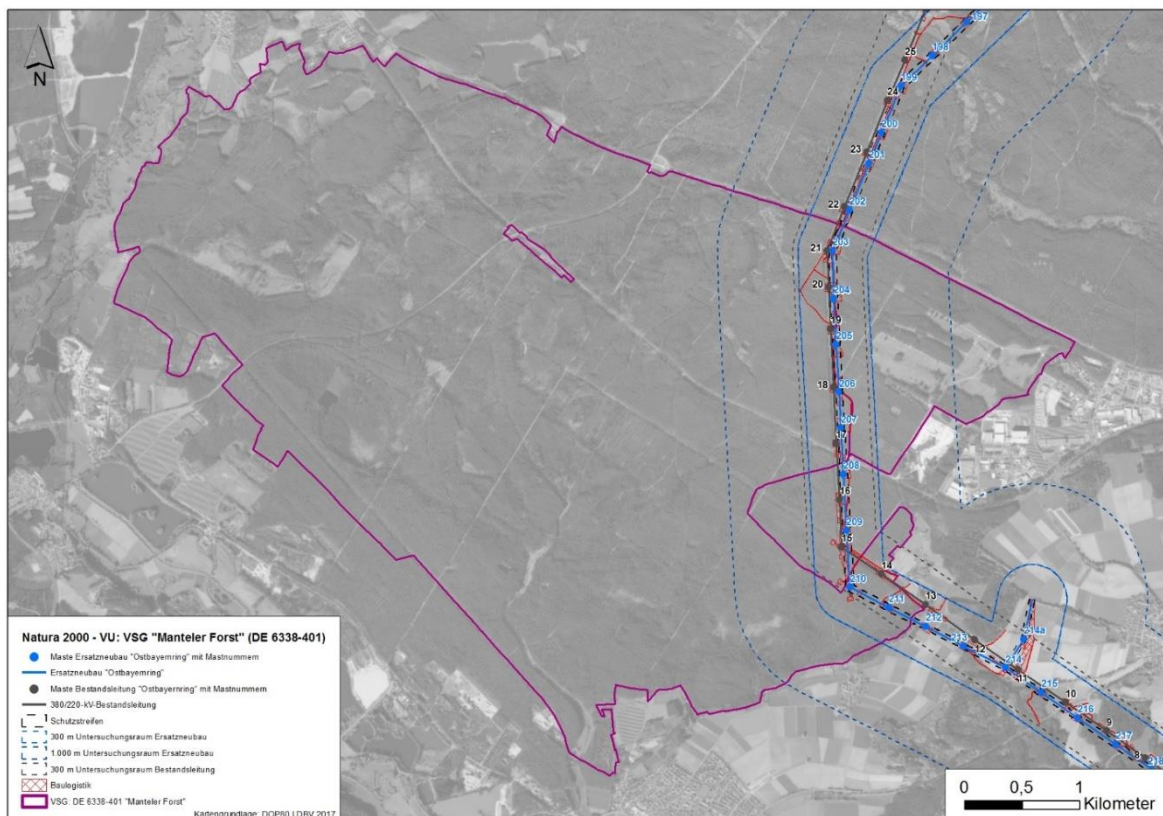 N
197
198
25
199
24
200
23
201
22
202
21
203
20
204
19
205
18
206
207
17
208
16
209
15
14
210
13
211
212
12
213
214a
214
11
215
10
216
9
217
8
218
Natura 2000 - VU: VSG "Manteler Forst" (DE 6338-401)
Maste Ersatzneubau "Ostbayernring" mit Mastnummern
Ersatzneubau "Ostbayernring"
Maste Bestandsleitung "Ostbayernring" mit Mastnummern
380/220-kV-Bestandsleitung
Schutzstreifen
300 m Untersuchungsraum Ersatzneubau
1.000 m Untersuchungsraum Ersatzneubau
300 m Untersuchungsraum Bestandsleitung
Baulogistik
VSG: DE 6338-401 "Manteler Forst"
Kartengrundlage: DOP80 LDBV 2017
0 0,5 1
Kilometer